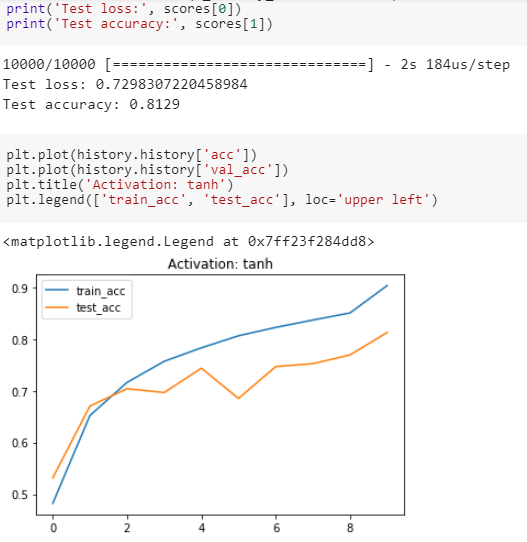 print('Test loss:', scores[0])
print('Test accuracy:', scores[1])
10000/10000 [==============================] - 2s 184us/step
Test loss: 0.7298307220458984
Test accuracy: 0.8129
plt.plot(history.history['acc'])
plt.plot(history.history['val_acc'])
plt.title('Activation: tanh')
plt.legend(['train_acc', 'test_acc'], loc='upper left')
<matplotlib.legend.Legend at 0x7ff23f284dd8>
Activation: tanh
train_acc
test_acc
0.9
0.8
0.7
0.6
0.5
0 2 4 6 8